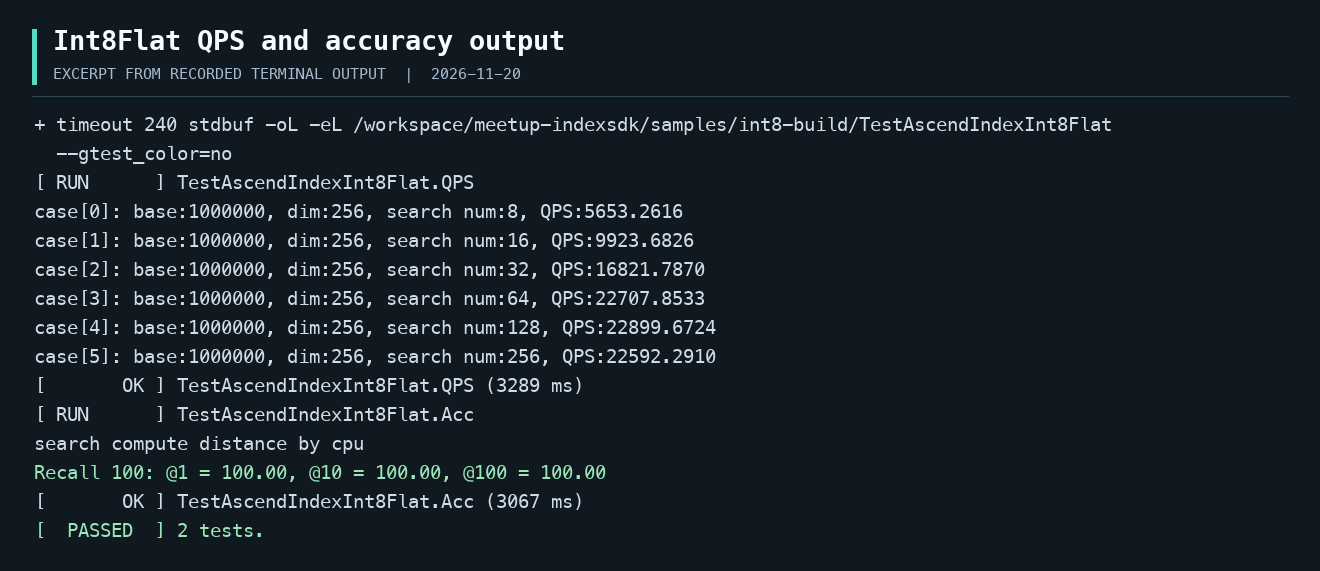 Int8Flat QPS and accuracy output
EXCERPT FROM RECORDED TERMINAL OUTPUT | 2026−11−20
+ timeout 240 stdbuf −oL −eL /workspace/meetup−indexsdk/samples/int8−build/TestAscendIndexInt8Flat
−−gtest_color=no
[ RUN      ] TestAscendIndexInt8Flat.QPS
case[0]: base:1000000, dim:256, search num:8, QPS:5653.2616
case[1]: base:1000000, dim:256, search num:16, QPS:9923.6826
case[2]: base:1000000, dim:256, search num:32, QPS:16821.7870
case[3]: base:1000000, dim:256, search num:64, QPS:22707.8533
case[4]: base:1000000, dim:256, search num:128, QPS:22899.6724
case[5]: base:1000000, dim:256, search num:256, QPS:22592.2910
[       OK ] TestAscendIndexInt8Flat.QPS (3289 ms)
[ RUN      ] TestAscendIndexInt8Flat.Acc
search compute distance by cpu
Recall 100: @1 = 100.00, @10 = 100.00, @100 = 100.00
[       OK ] TestAscendIndexInt8Flat.Acc (3067 ms)
[  PASSED  ] 2 tests.